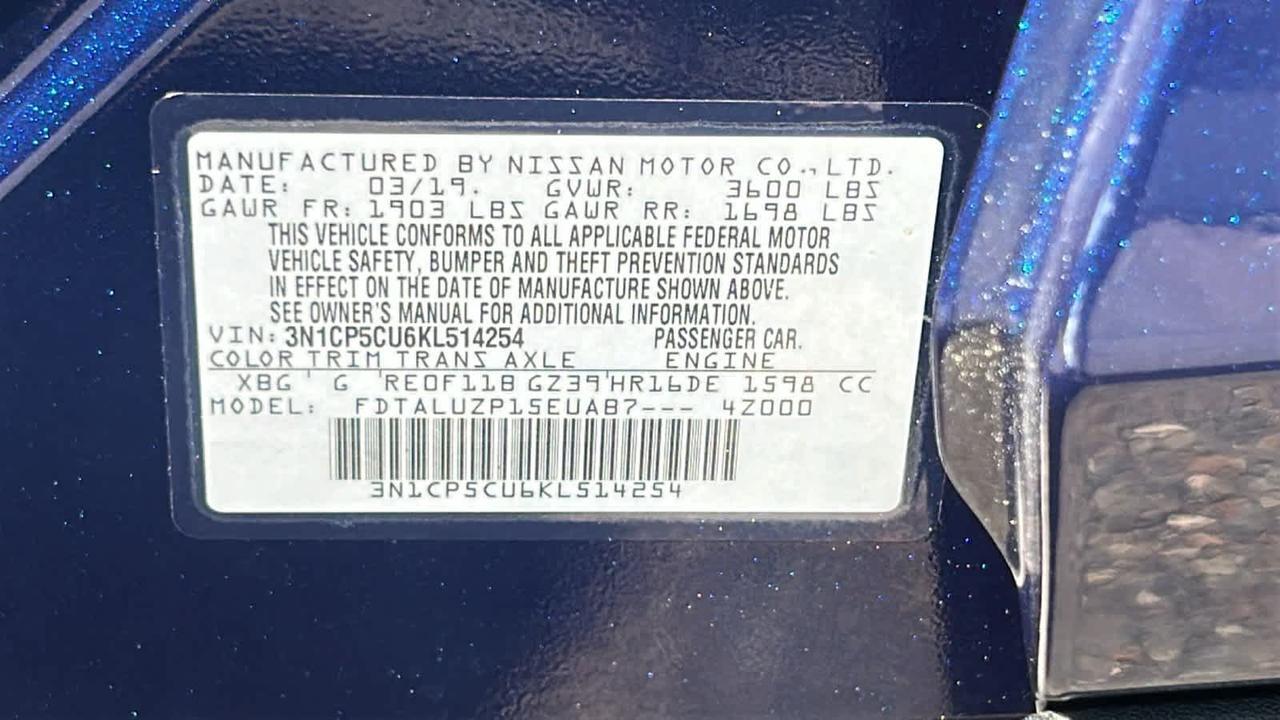 MANUFACTURED BY NISSAN MOTOR CO., LTD.
DATE: 03/19. GVWR: 3600 LBS
GAWR FR: 1903 LBS GAWR RR: 1698 LBS
THIS VEHICLE CONFORMS TO ALL APPLICABLE FEDERAL MOTOR
VEHICLE SAFETY, BUMPER AND THEFT PREVENTION STANDARDS
IN EFFECT ON THE DATE OF MANUFACTURE SHOWN ABOVE.
SEE OWNER'S MANUAL FOR ADDITIONAL INFORMATION.
VIN: 3N1CP5CU6KL514254 PASSENGER CAR.
COLOR TRIM TRANS AXLE ENGINE
XBG ' G 'RE0F11B GZ39'HR16DE 1598 CC
MODEL: FDTALUZP15EUAB7--- 4Z000
3N1CP5CU6KL514254